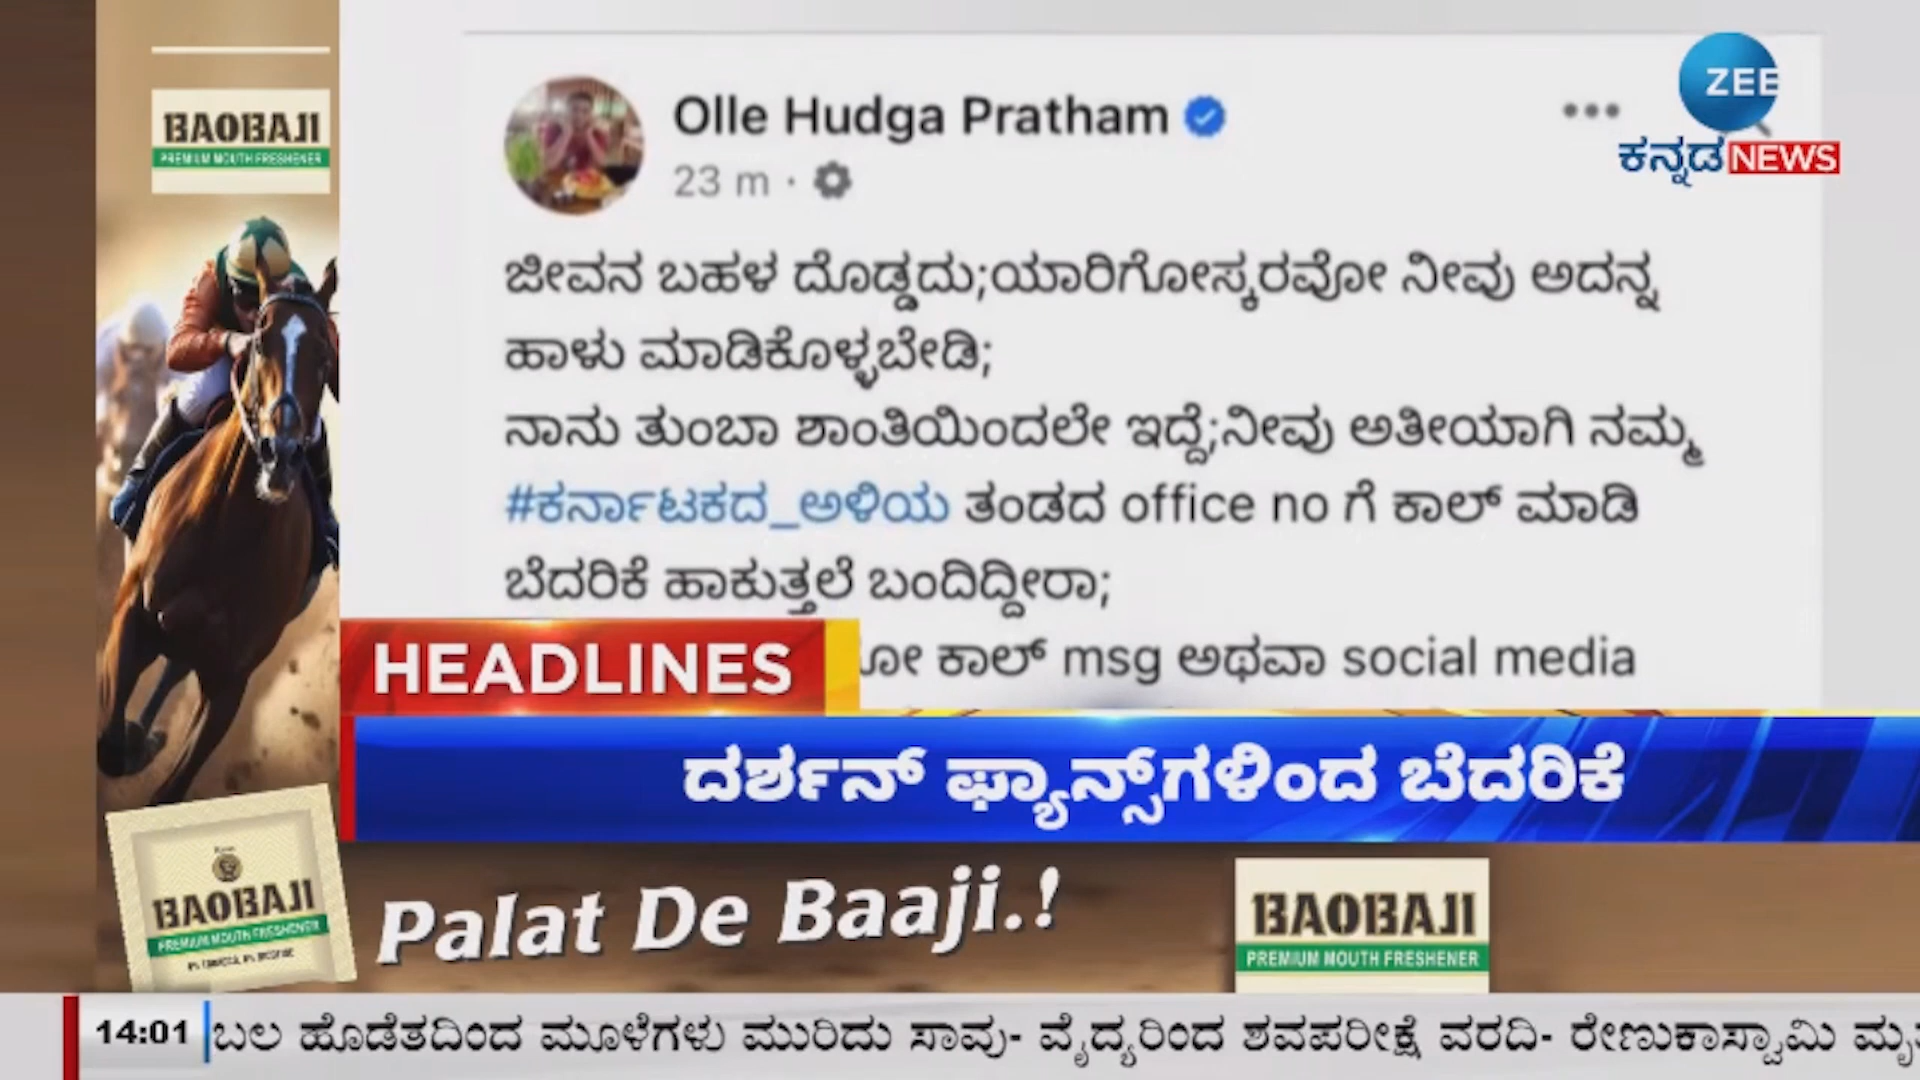 BAOBAJI
PREMIUM MOUTH FRESHENER
Olle Hudga Pratham
23 m ·
ZEE
ಕನ್ನಡ NEWS
ಜೀವನ ಬಹಳ ದೊಡ್ಡದು;ಯಾರಿಗೋಸ್ಕರವೋ ನೀವು ಅದನ್ನ
ಹಾಳು ಮಾಡಿಕೊಳ್ಳಬೇಡಿ;
ನಾನು ತುಂಬಾ ಶಾಂತಿಯಿಂದಲೇ ಇದ್ದೆ;ನೀವು ಅತೀಯಾಗಿ ನಮ್ಮ
#ಕರ್ನಾಟಕದ_ಅಳಿಯ ತಂಡದ office no ಗೆ ಕಾಲ್ ಮಾಡಿ
ಬೆದರಿಕೆ ಹಾಕುತ್ತಲೆ ಬಂದಿದ್ದೀರಾ;
ಕಾಲ್ msg ಅಥವಾ social media
HEADLINES
ದರ್ಶನ್ ಫ್ಯಾನ್ಸ್‌ಗಳಿಂದ ಬೆದರಿಕೆ
BAOBAJI
PREMIUM MOUTH FRESHENER
Palat De Baaji.!
BAOBAJI
PREMIUM MOUTH FRESHENER
14:01
ಬಲ ಹೊಡೆತದಿಂದ ಮೂಳೆಗಳು ಮುರಿದು ಸಾವು- ವೈದ್ಯರಿಂದ ಶವಪರೀಕ್ಷೆ ವರದಿ- ರೇಣುಕಾಸ್ವಾಮಿ